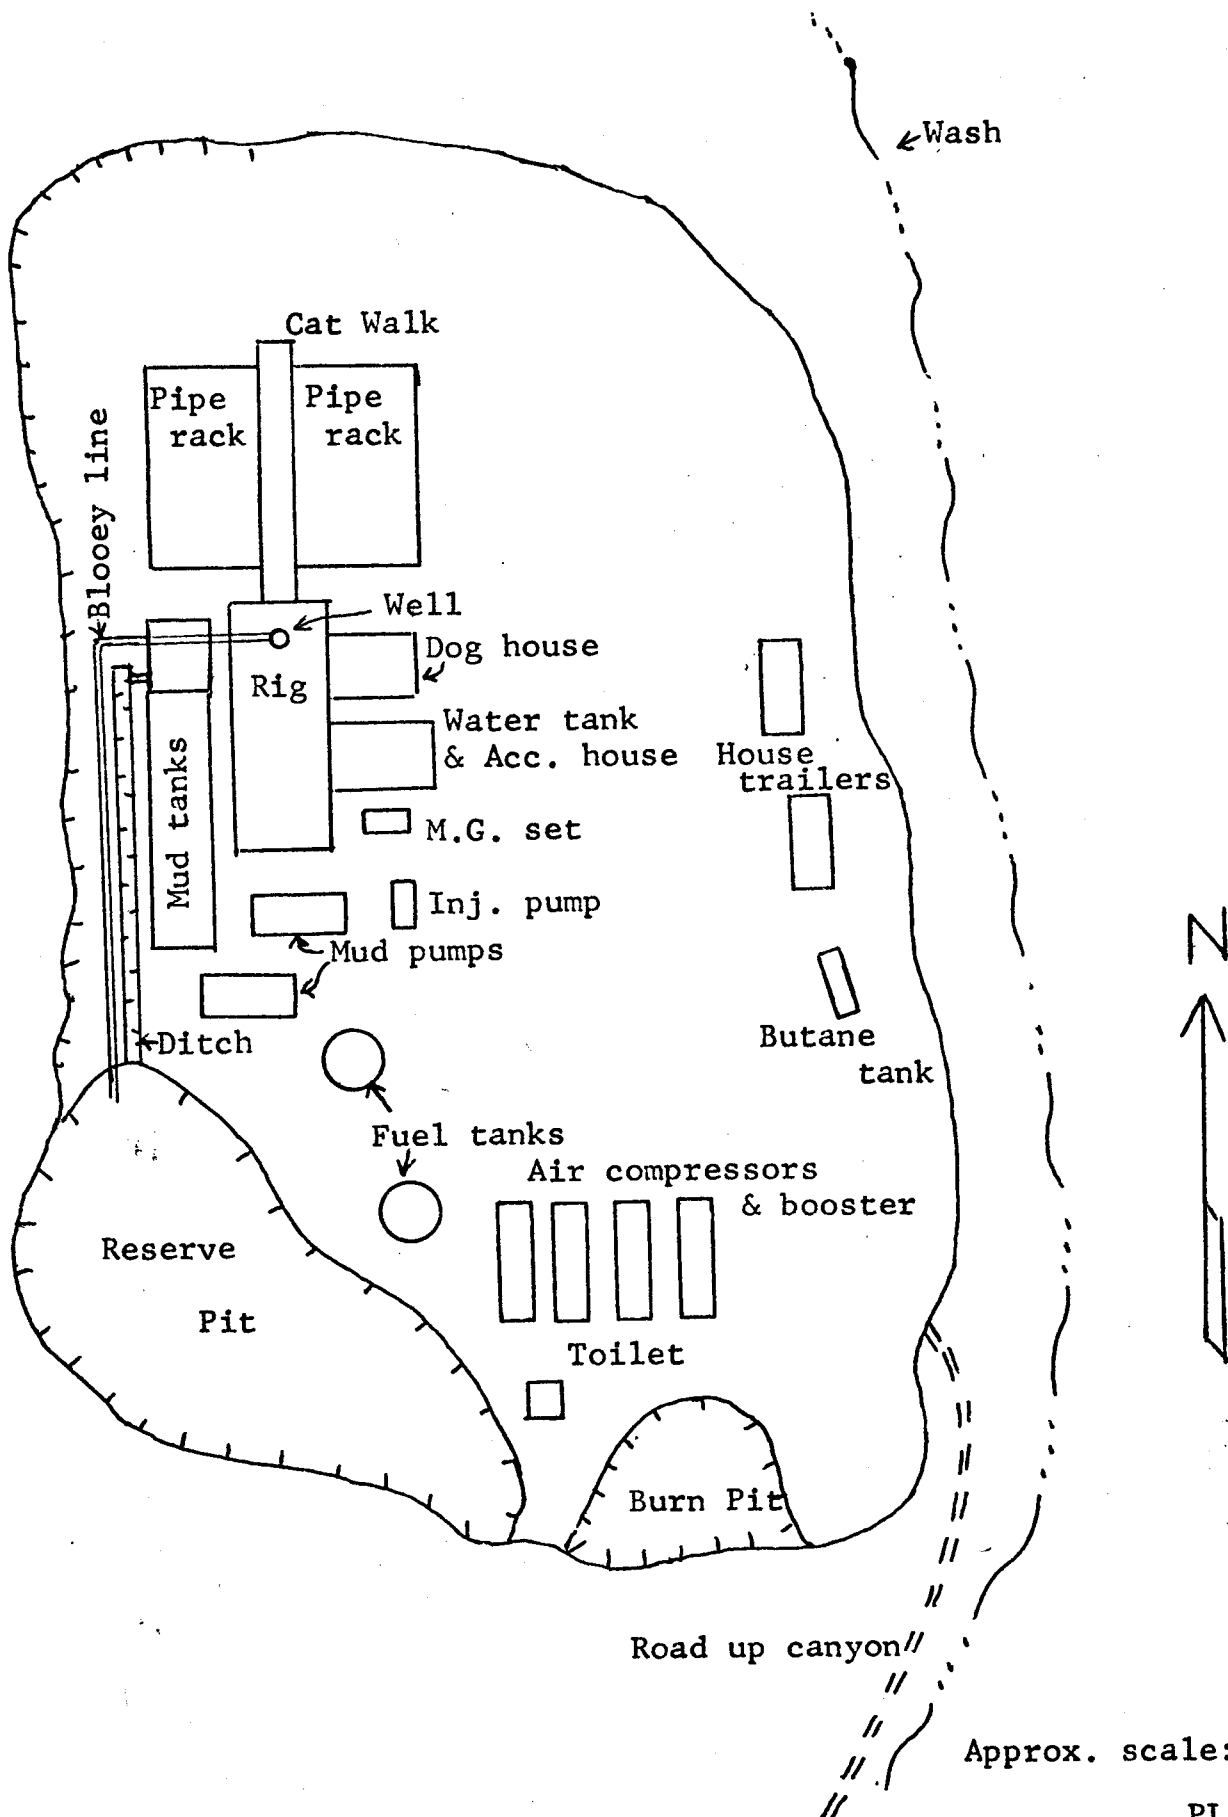 Wash
Cat Walk
Pipe
rack
Pipe
rack
Blooey line
Well
Dog house
Rig
Water tank
& Acc. house
House
trailers
Mud tanks
M.G. set
Inj. pump
Mud pumps
Ditch
Butane
tank
Fuel tanks
Air compressors
& booster
Reserve
Pit
Toilet
Burn Pit
Road up canyon
N
Approx. scale: